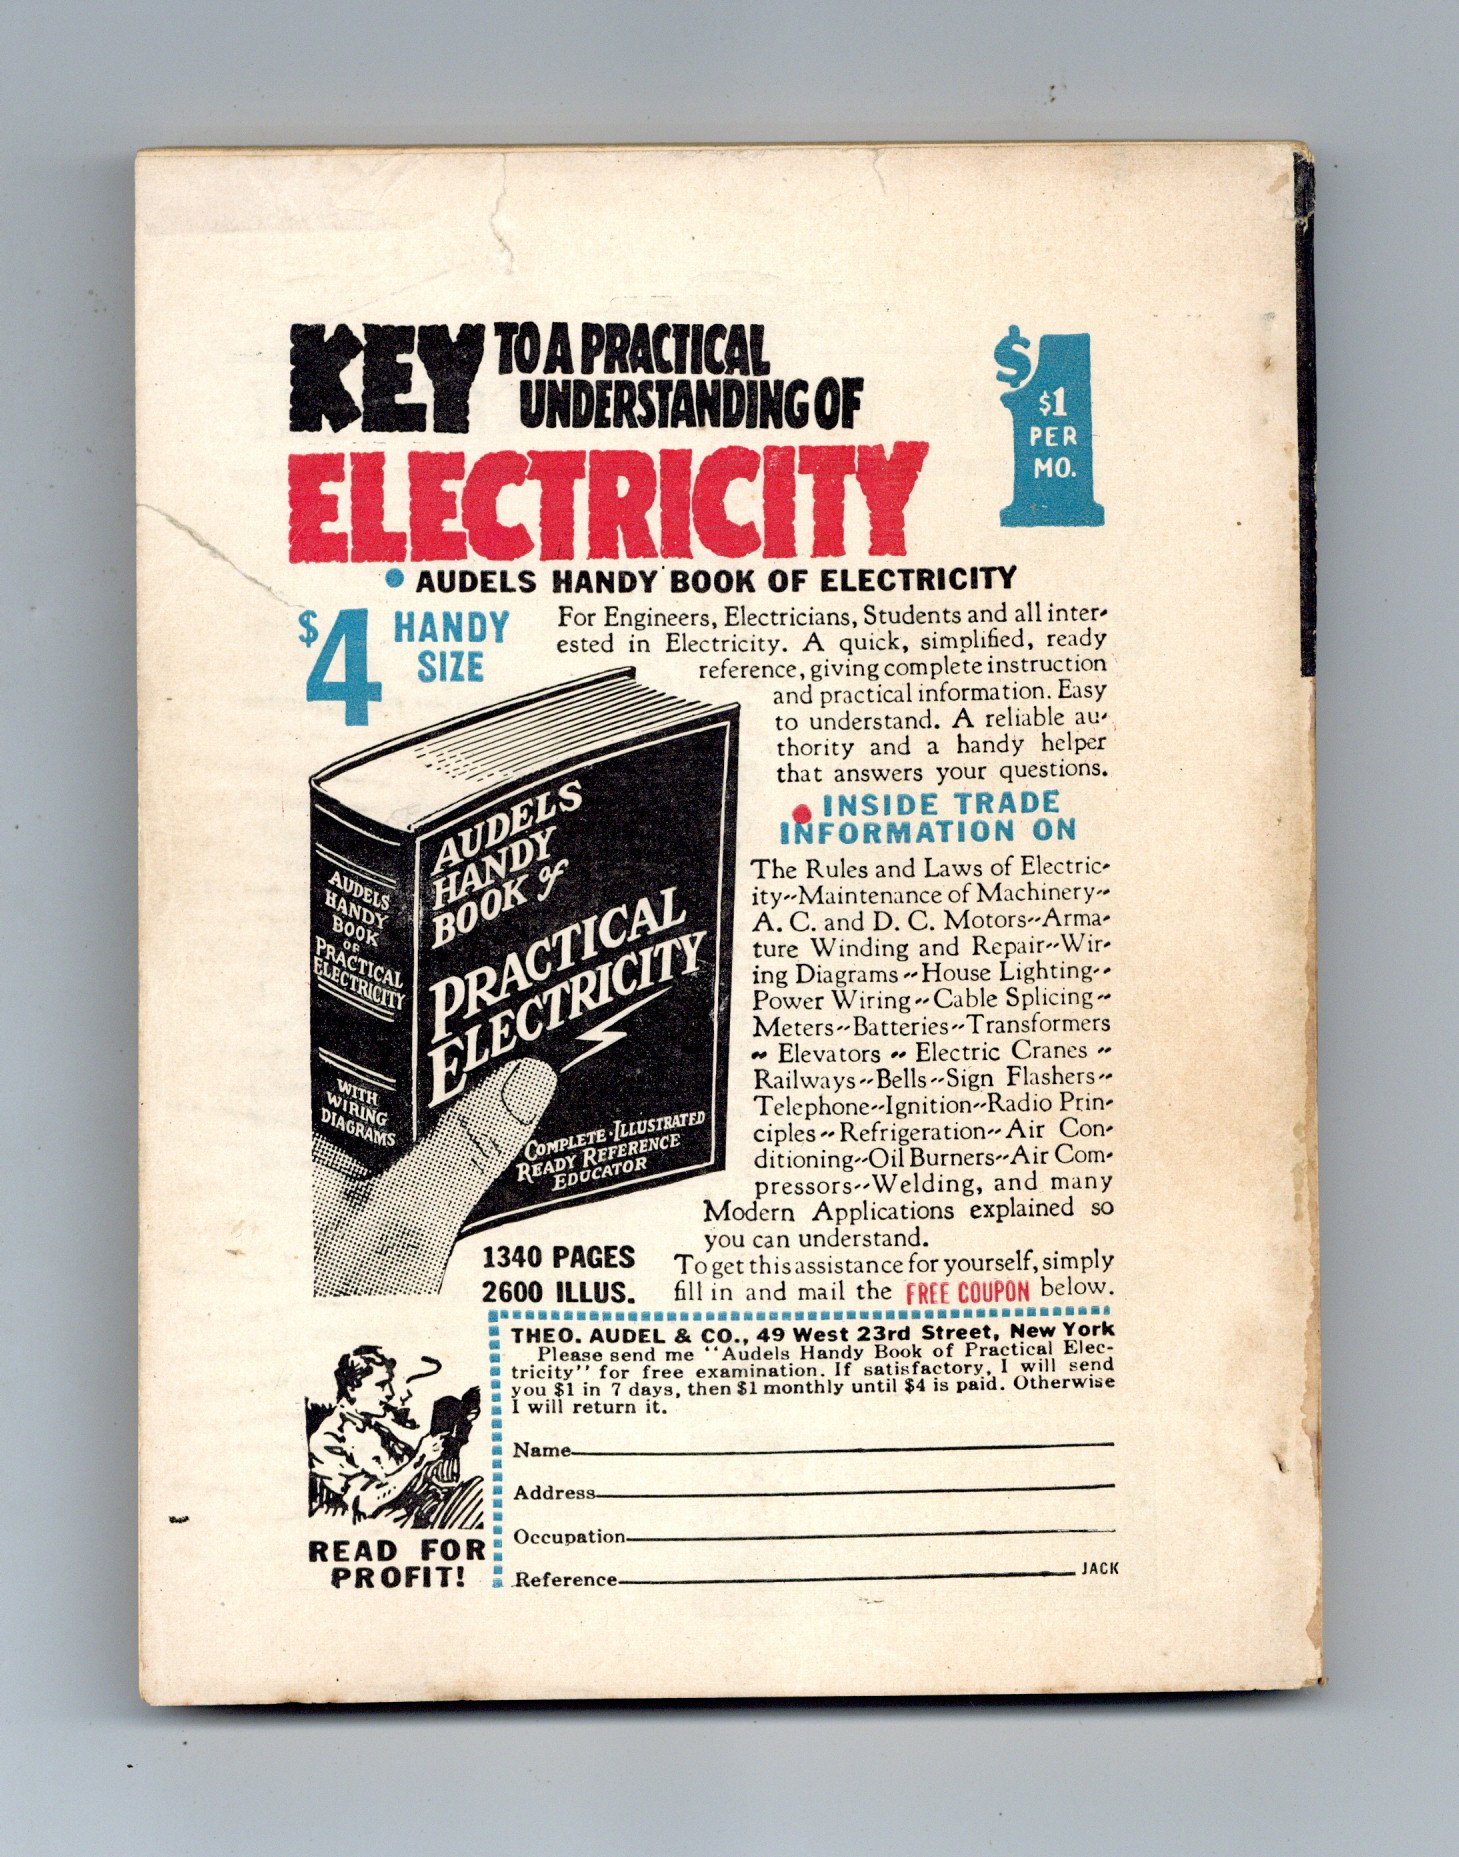 KEY TO A PRACTICAL
UNDERSTANDING OF
ELECTRICITY
$1
$1
PER
MO.
• AUDELS HANDY BOOK OF ELECTRICITY
$4 HANDY
SIZE
For Engineers, Electricians, Students and all inter-
ested in Electricity. A quick, simplified, ready
reference, giving complete instruction
and practical information. Easy
to understand. A reliable au-
thority and a handy helper
that answers your questions.
• INSIDE TRADE
INFORMATION ON
The Rules and Laws of Electric-
ity--Maintenance of Machinery--
A. C. and D. C. Motors--Arma-
ture Winding and Repair--Wir-
ing Diagrams--House Lighting--
Power Wiring--Cable Splicing--
Meters--Batteries--Transformers
-- Elevators -- Electric Cranes --
Railways--Bells--Sign Flashers--
Telephone--Ignition--Radio Prin-
ciples--Refrigeration--Air Con-
ditioning--Oil Burners--Air Com-
pressors--Welding, and many
Modern Applications explained so
you can understand.
To get this assistance for yourself, simply
fill in and mail the FREE COUPON below.
AUDELS
HANDY
BOOK
OF
PRACTICAL
ELECTRICITY
WITH
WIRING
DIAGRAMS
AUDELS
HANDY
BOOK of
PRACTICAL
ELECTRICITY
COMPLETE·ILLUSTRATED
READY REFERENCE
EDUCATOR
1340 PAGES
2600 ILLUS.
THEO. AUDEL & CO., 49 West 23rd Street, New York
Please send me "Audels Handy Book of Practical Elec-
tricity" for free examination. If satisfactory, I will send
you $1 in 7 days, then $1 monthly until $4 is paid. Otherwise
I will return it.
Name
Address
Occupation
Reference JACK
READ FOR
PROFIT!